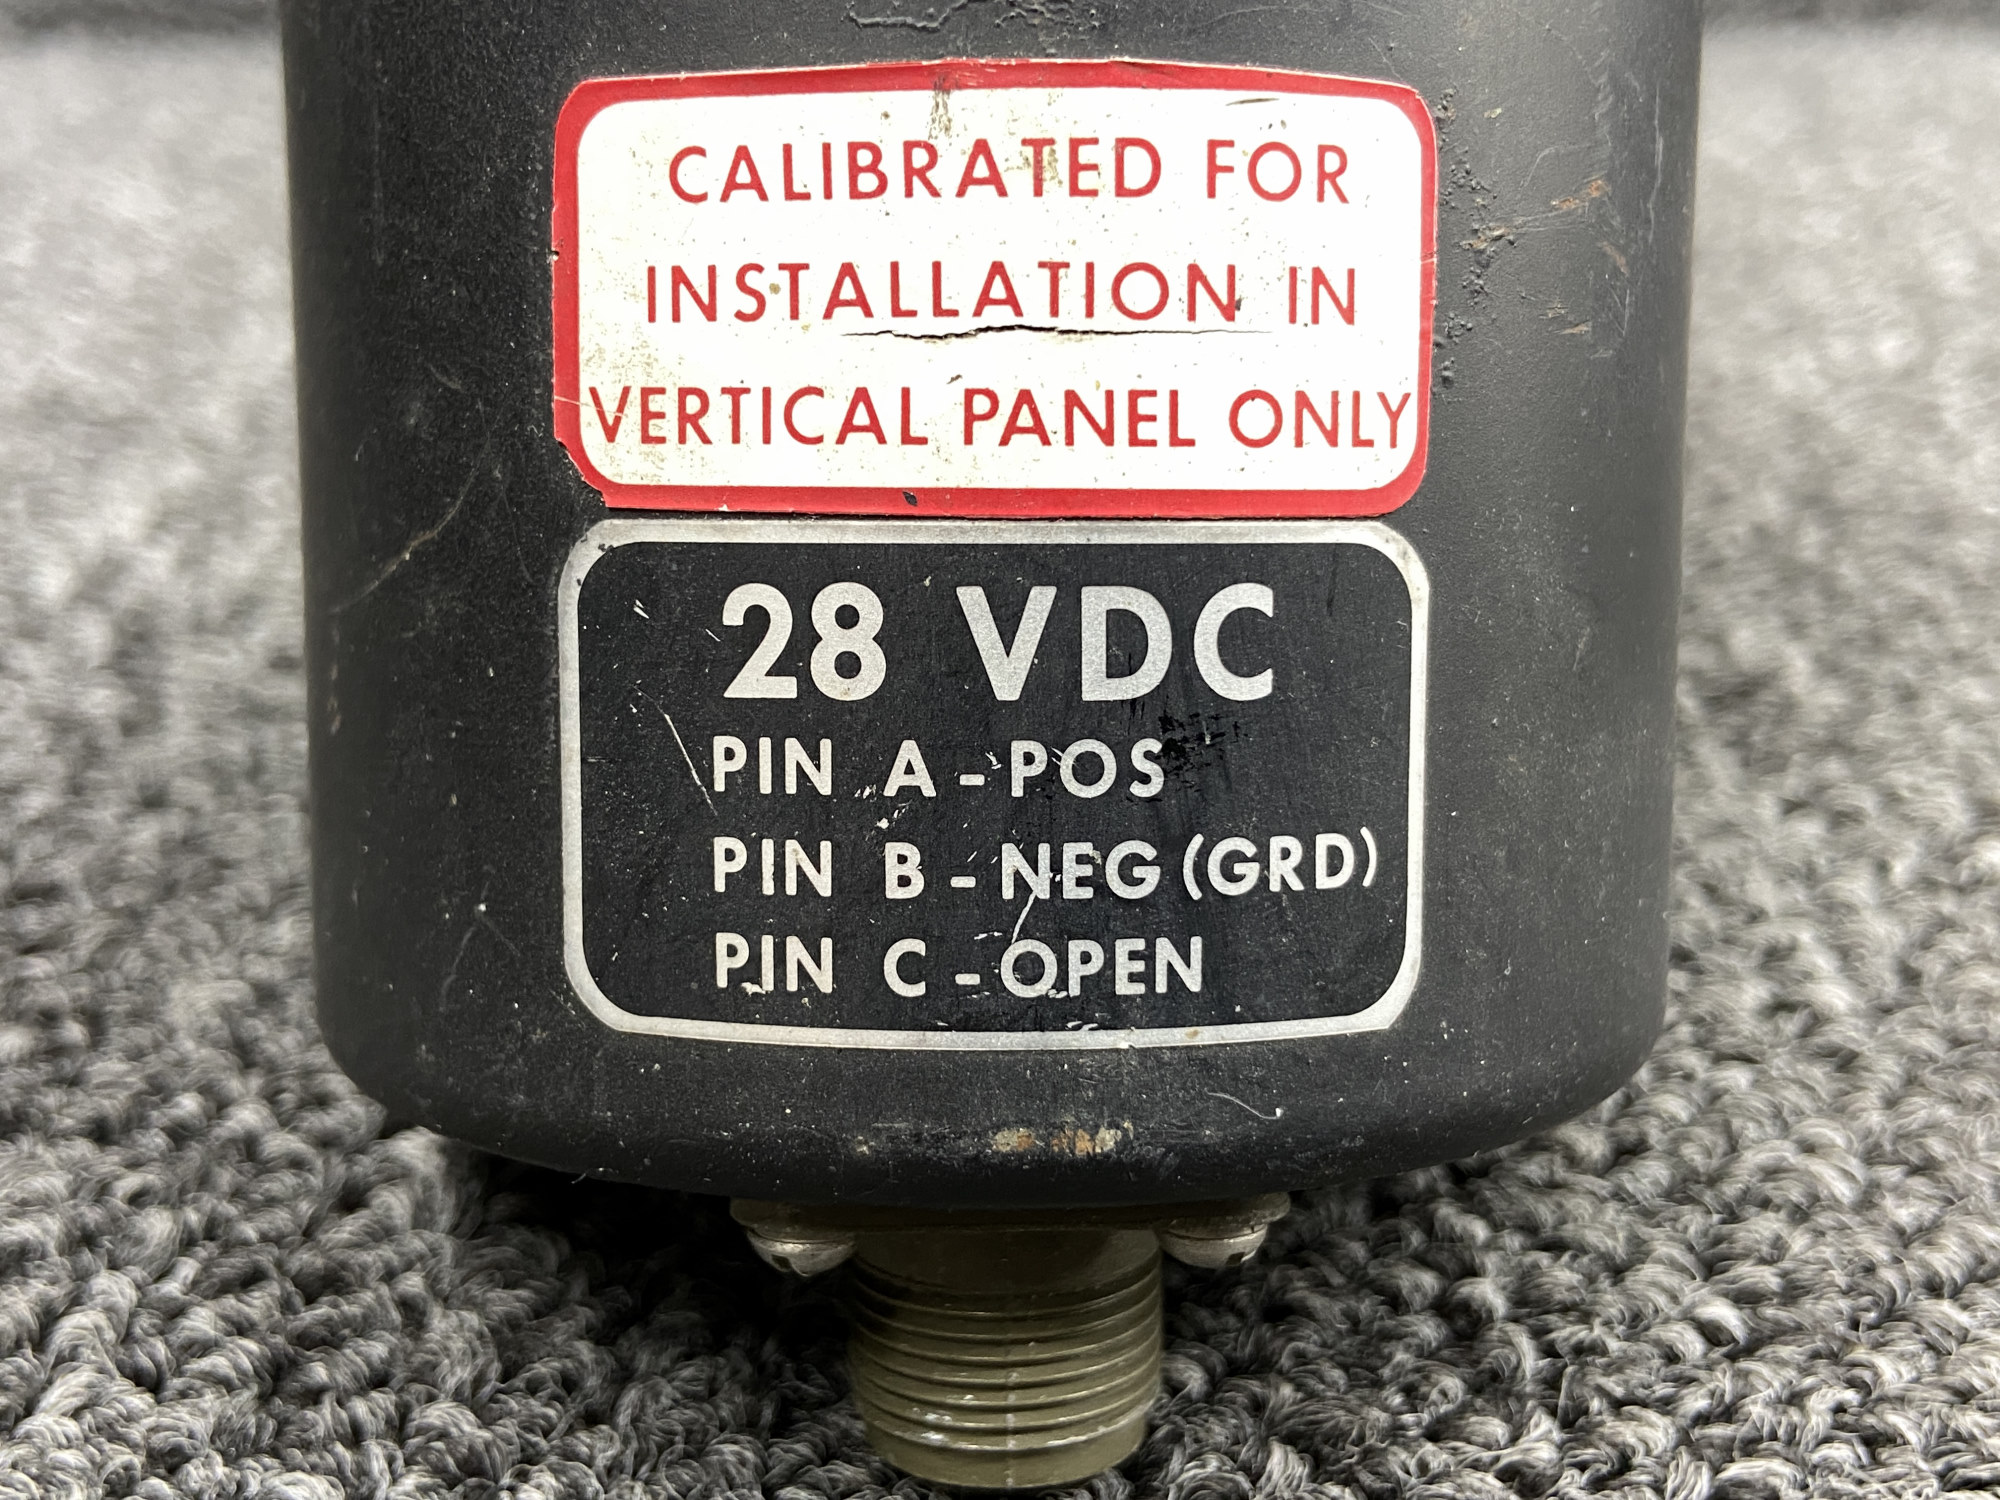 CALIBRATED FOR
INSTALLATION IN
VERTICAL PANEL ONLY
28 VDC
PIN A - POS
PIN B - NEG (GRD)
PIN C - OPEN